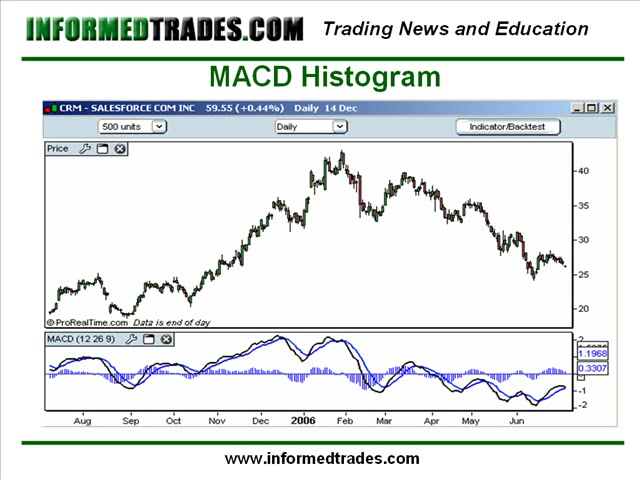 INFORMEDTRADES.COM Trading News and Education
MACD Histogram
CRM - SALESFORCE COM INC 59.55 (+0.44%) Daily 14 Dec
500 units Daily Indicator/Backtest
Price
40
35
30
25
20
© ProRealTime.com Data is end of day
MACD (12 26 9)
2
1.1968
0.3307
-1
-2
Aug Sep Oct Nov Dec 2006 Feb Mar Apr May Jun
www.informedtrades.com